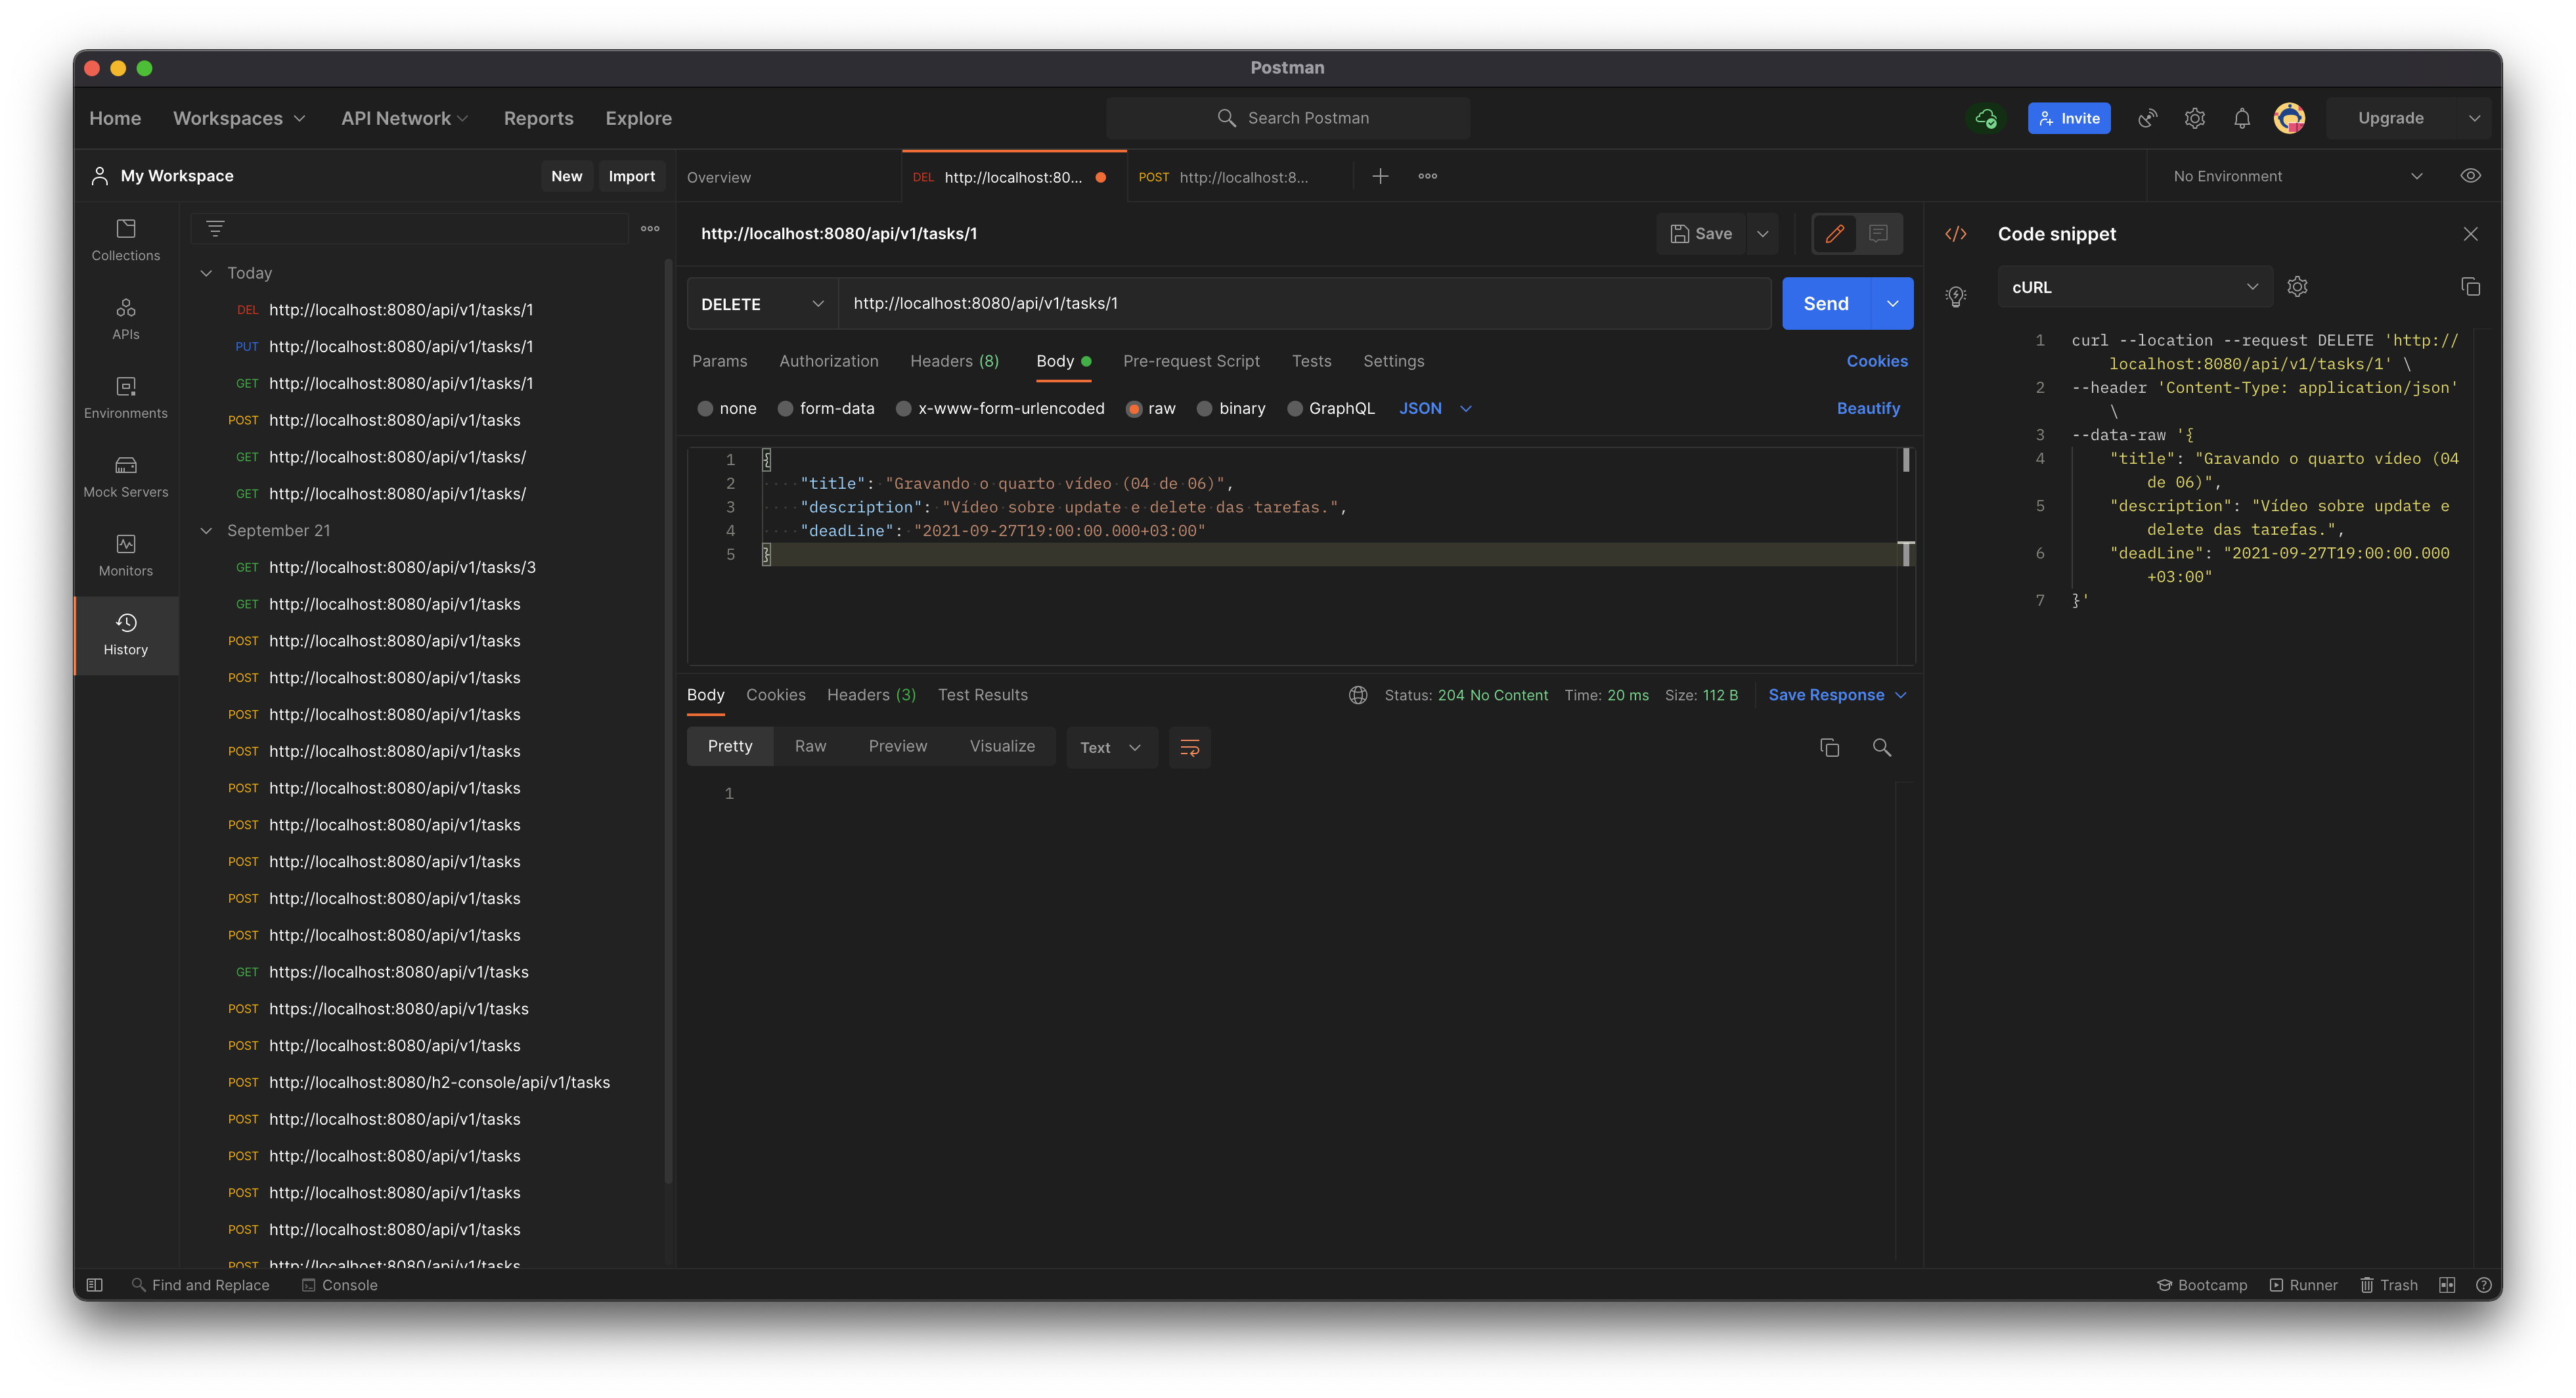 Postman
Home Workspaces API Network Reports Explore Search Postman Invite Upgrade
My Workspace New Import Overview DEL http://localhost:80... POST http://localhost:8... No Environment
Collections
APIs
Environments
Mock Servers
Monitors
History
Today
DEL http://localhost:8080/api/v1/tasks/1
PUT http://localhost:8080/api/v1/tasks/1
GET http://localhost:8080/api/v1/tasks/1
POST http://localhost:8080/api/v1/tasks
GET http://localhost:8080/api/v1/tasks/
GET http://localhost:8080/api/v1/tasks/
September 21
GET http://localhost:8080/api/v1/tasks/3
GET http://localhost:8080/api/v1/tasks
POST http://localhost:8080/api/v1/tasks
POST http://localhost:8080/api/v1/tasks
POST http://localhost:8080/api/v1/tasks
POST http://localhost:8080/api/v1/tasks
POST http://localhost:8080/api/v1/tasks
POST http://localhost:8080/api/v1/tasks
POST http://localhost:8080/api/v1/tasks
POST http://localhost:8080/api/v1/tasks
POST http://localhost:8080/api/v1/tasks
GET https://localhost:8080/api/v1/tasks
POST https://localhost:8080/api/v1/tasks
POST http://localhost:8080/api/v1/tasks
POST http://localhost:8080/h2-console/api/v1/tasks
POST http://localhost:8080/api/v1/tasks
POST http://localhost:8080/api/v1/tasks
POST http://localhost:8080/api/v1/tasks
POST http://localhost:8080/api/v1/tasks
POST http://localhost:8080/api/v1/tasks
http://localhost:8080/api/v1/tasks/1 Save
DELETE http://localhost:8080/api/v1/tasks/1 Send
Params Authorization Headers (8) Body Pre-request Script Tests Settings Cookies
none form-data x-www-form-urlencoded raw binary GraphQL JSON Beautify
1 {
2 "title": "Gravando o quarto vídeo (04 de 06)",
3 "description": "Vídeo sobre update e delete das tarefas.",
4 "deadLine": "2021-09-27T19:00:00.000+03:00"
5 }
Body Cookies Headers (3) Test Results Status: 204 No Content Time: 20 ms Size: 112 B Save Response
Pretty Raw Preview Visualize Text
1
</> Code snippet
cURL
1 curl --location --request DELETE 'http://
localhost:8080/api/v1/tasks/1' \
2 --header 'Content-Type: application/json'
\
3 --data-raw '{
4 "title": "Gravando o quarto vídeo (04
de 06)",
5 "description": "Vídeo sobre update e
delete das tarefas.",
6 "deadLine": "2021-09-27T19:00:00.000
+03:00"
7 }'
Find and Replace Console Bootcamp Runner Trash